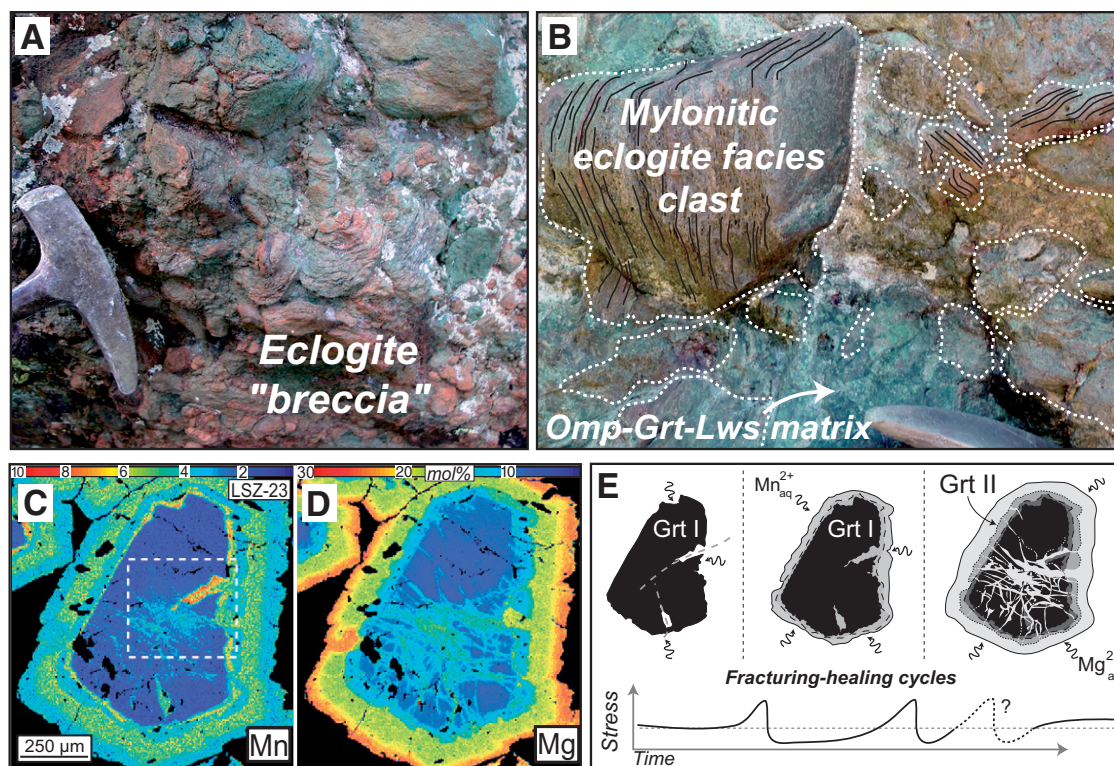 A
Eclogite
"breccia"
B
Mylonitic
eclogite facies
clast
Omp-Grt-Lws matrix
10 8 6 4 2
LSZ-23
C
250 µm
Mn
30 20 mol% 10
D
Mg
E
Grt I
Mn2+aq
Grt I
Grt II
Mg2
a
Fracturing-healing cycles
Stress
?
Time